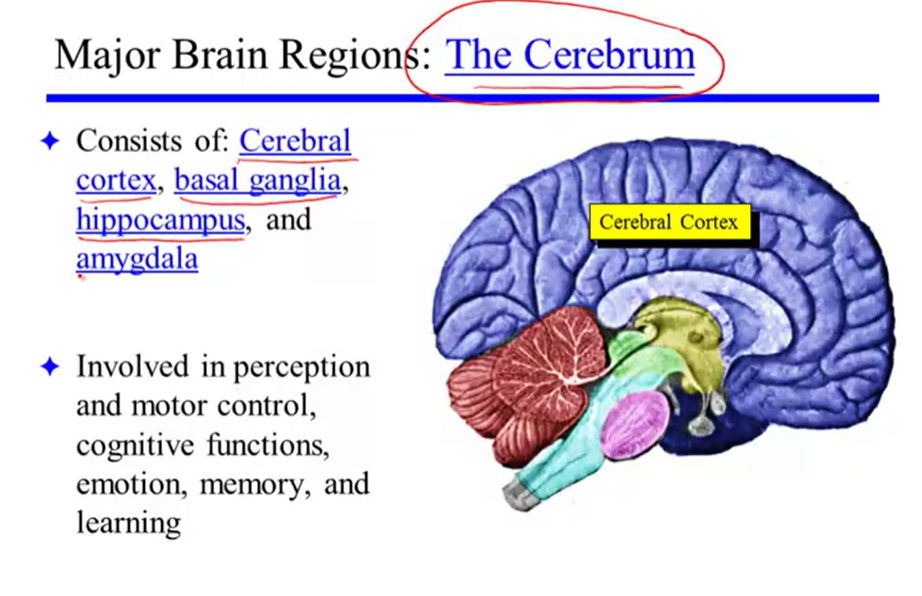 Major Brain Regions: The Cerebrum
Consists of: Cerebral
cortex, basal ganglia,
hippocampus, and
amygdala
Involved in perception
and motor control,
cognitive functions,
emotion, memory, and
learning
Cerebral Cortex